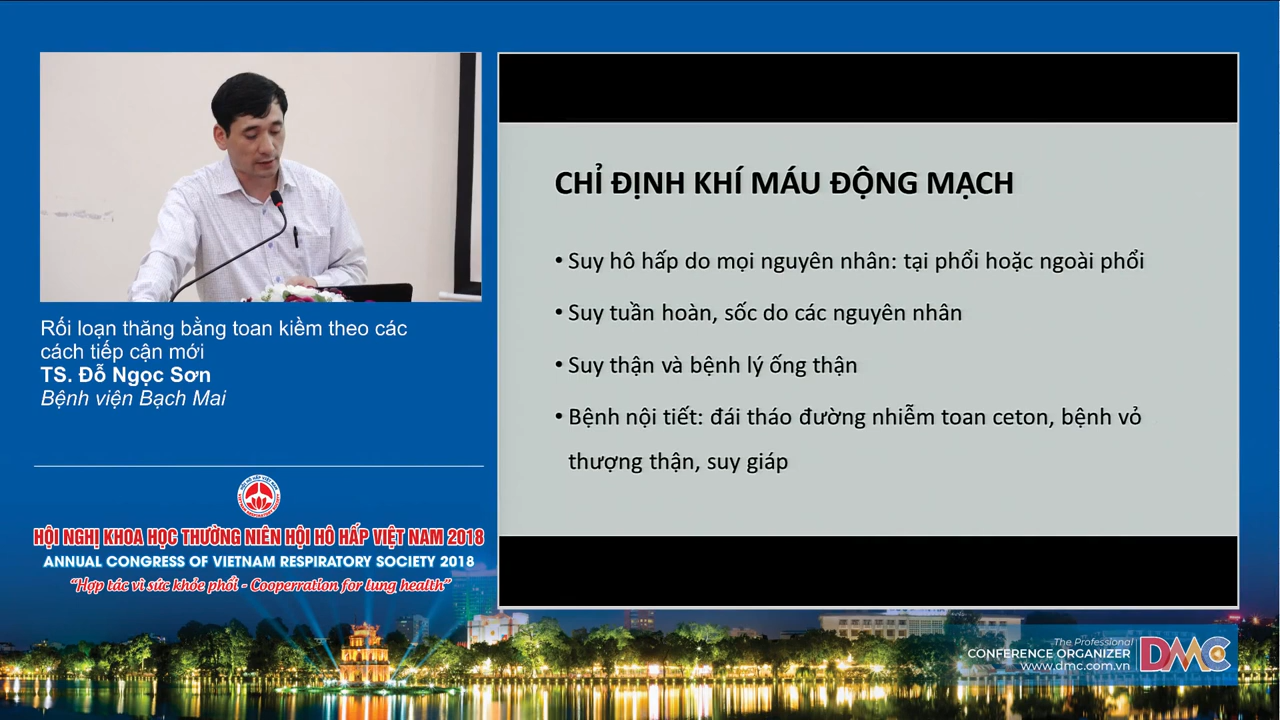 Rối loạn thăng bằng toan kiềm theo các
cách tiếp cận mới
TS. Đỗ Ngọc Sơn
Bệnh viện Bạch Mai
HỘI NGHỊ KHOA HỌC THƯỜNG NIÊN HỘI HÔ HẤP VIỆT NAM 2018
ANNUAL CONGRESS OF VIETNAM RESPIRATORY SOCIETY 2018
“Hợp tác vì sức khỏe phổi - Cooperration for lung health”
CHỈ ĐỊNH KHÍ MÁU ĐỘNG MẠCH
• Suy hô hấp do mọi nguyên nhân: tại phổi hoặc ngoài phổi
• Suy tuần hoàn, sốc do các nguyên nhân
• Suy thận và bệnh lý ống thận
• Bệnh nội tiết: đái tháo đường nhiễm toan ceton, bệnh vỏ
thượng thận, suy giáp
The Professional
CONFERENCE ORGANIZER
www.dmc.com.vn
DMC